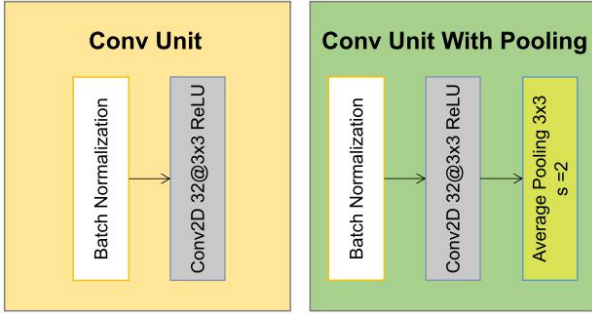 Conv Unit
Batch Normalization
Conv2D 32@3x3 ReLU
Conv Unit With Pooling
Batch Normalization
Conv2D 32@3x3 ReLU
Average Pooling 3x3
s =2